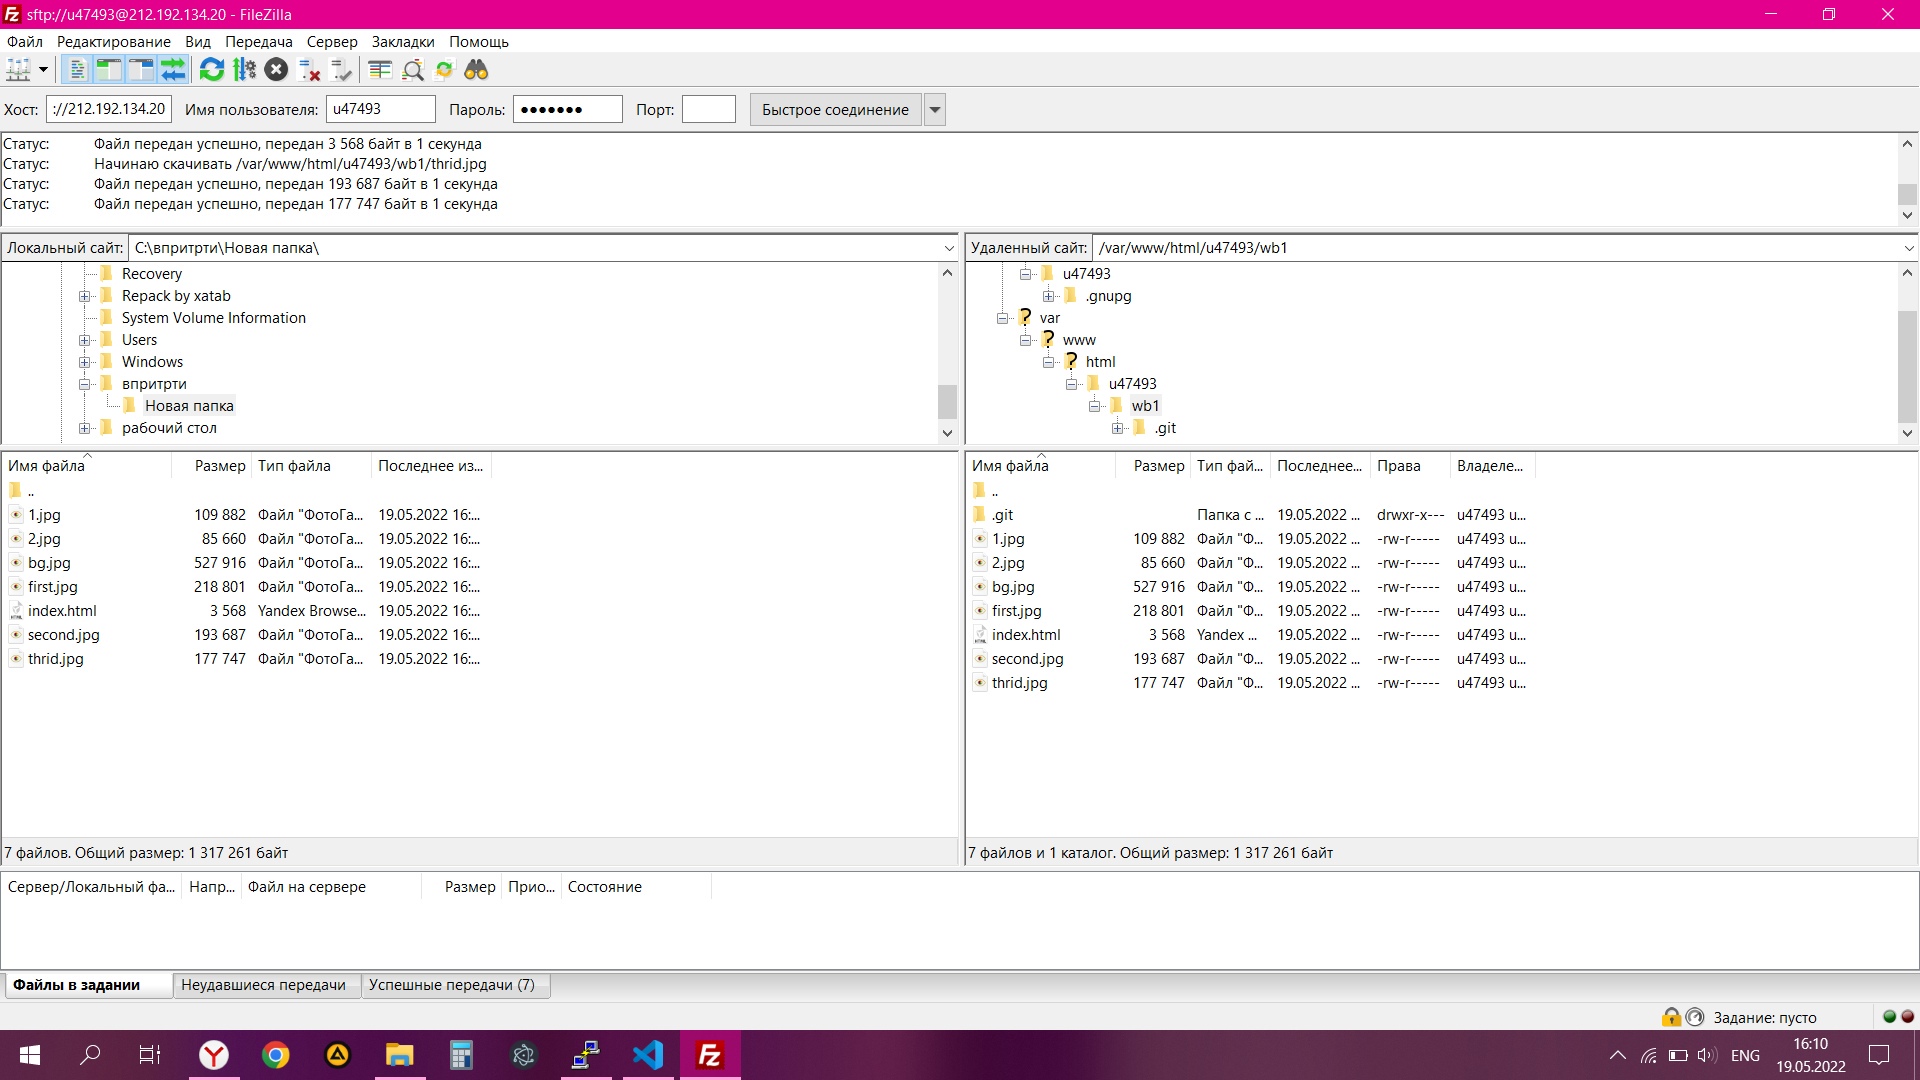 sftp://u47493@212.192.134.20 - FileZilla
Файл Редактирование Вид Передача Сервер Закладки Помощь
Хост: ://212.192.134.20 Имя пользователя: u47493 Пароль: ●●●●●●● Порт: Быстрое соединение
Статус: Файл передан успешно, передан 3 568 байт в 1 секунда
Статус: Начинаю скачивать /var/www/html/u47493/wb1/thrid.jpg
Статус: Файл передан успешно, передан 193 687 байт в 1 секунда
Статус: Файл передан успешно, передан 177 747 байт в 1 секунда
Локальный сайт: C:\впритрти\Новая папка\
Recovery
Repack by xatab
System Volume Information
Users
Windows
впритрти
Новая папка
рабочий стол
Удаленный сайт: /var/www/html/u47493/wb1
u47493
.gnupg
? var
? www
? html
u47493
wb1
.git
Имя файла Размер Тип файла Последнее из...
..
1.jpg 109 882 Файл "ФотоГа... 19.05.2022 16:...
2.jpg 85 660 Файл "ФотоГа... 19.05.2022 16:...
bg.jpg 527 916 Файл "ФотоГа... 19.05.2022 16:...
first.jpg 218 801 Файл "ФотоГа... 19.05.2022 16:...
index.html 3 568 Yandex Browse... 19.05.2022 16:...
second.jpg 193 687 Файл "ФотоГа... 19.05.2022 16:...
thrid.jpg 177 747 Файл "ФотоГа... 19.05.2022 16:...
7 файлов. Общий размер: 1 317 261 байт
Имя файла Размер Тип фай... Последнее... Права Владеле...
..
.git Папка с ... 19.05.2022 ... drwxr-x--- u47493 u...
1.jpg 109 882 Файл "Ф... 19.05.2022 ... -rw-r----- u47493 u...
2.jpg 85 660 Файл "Ф... 19.05.2022 ... -rw-r----- u47493 u...
bg.jpg 527 916 Файл "Ф... 19.05.2022 ... -rw-r----- u47493 u...
first.jpg 218 801 Файл "Ф... 19.05.2022 ... -rw-r----- u47493 u...
index.html 3 568 Yandex ... 19.05.2022 ... -rw-r----- u47493 u...
second.jpg 193 687 Файл "Ф... 19.05.2022 ... -rw-r----- u47493 u...
thrid.jpg 177 747 Файл "Ф... 19.05.2022 ... -rw-r----- u47493 u...
7 файлов и 1 каталог. Общий размер: 1 317 261 байт
Сервер/Локальный фа... Напр... Файл на сервере Размер Прио... Состояние
Файлы в задании Неудавшиеся передачи Успешные передачи (7)
Задание: пусто
ENG
16:10
19.05.2022